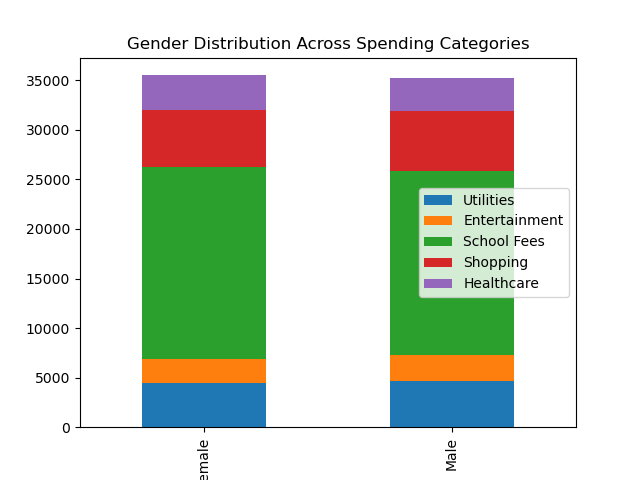 Gender Distribution Across Spending Categories
35000
30000
25000
20000
15000
10000
5000
0
Utilities
Entertainment
School Fees
Shopping
Healthcare
emale
Male